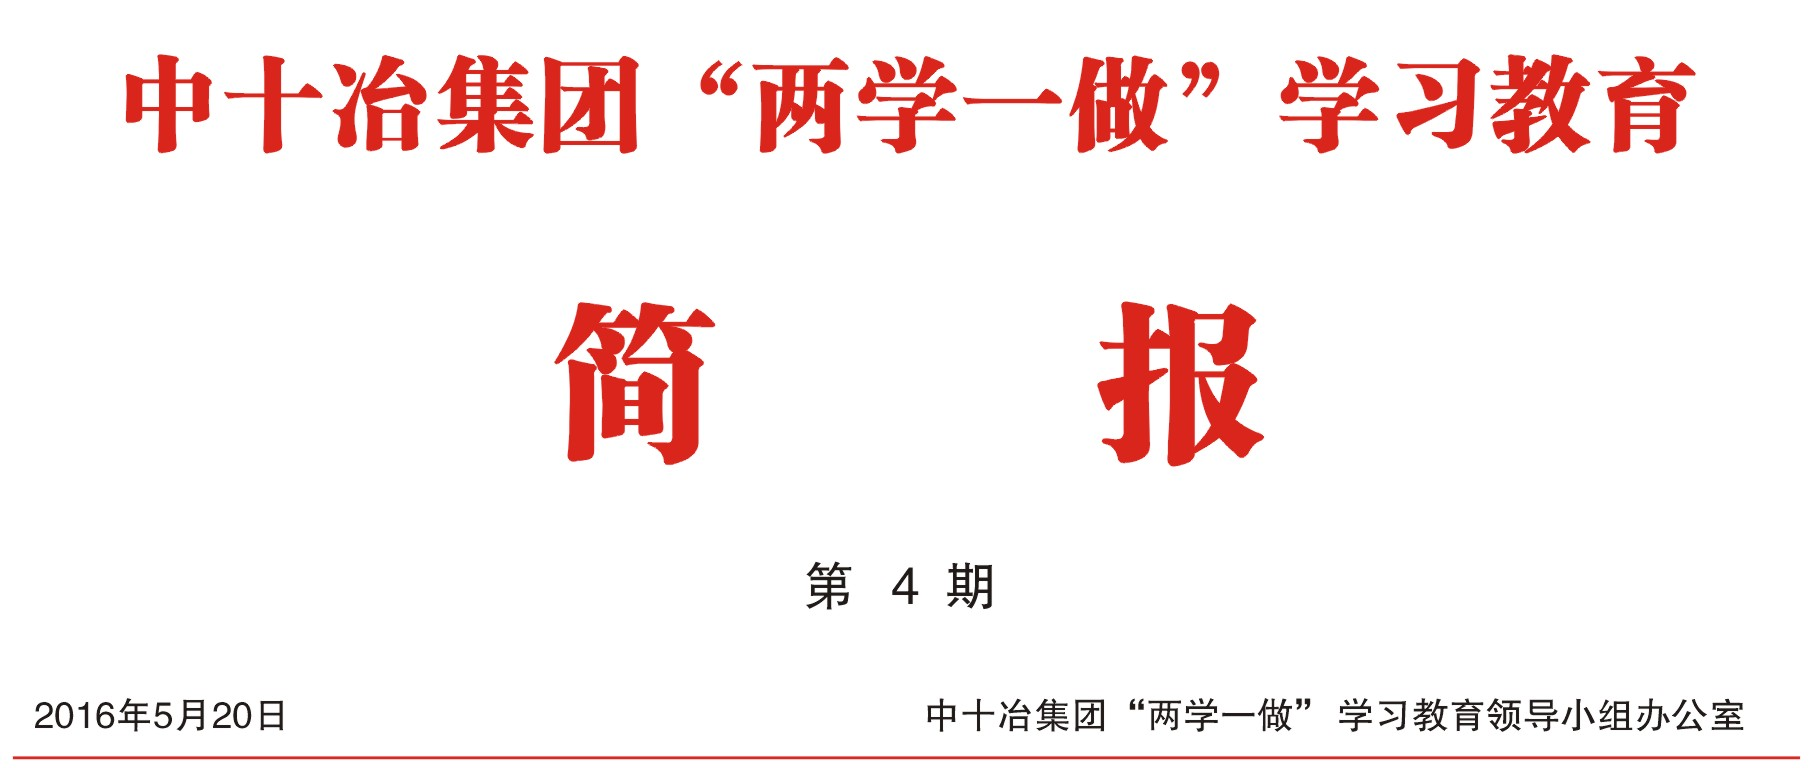 中十冶集团“两学一做”学习教育
简报
第 4 期
2016年5月20日 中十冶集团“两学一做”学习教育领导小组办公室